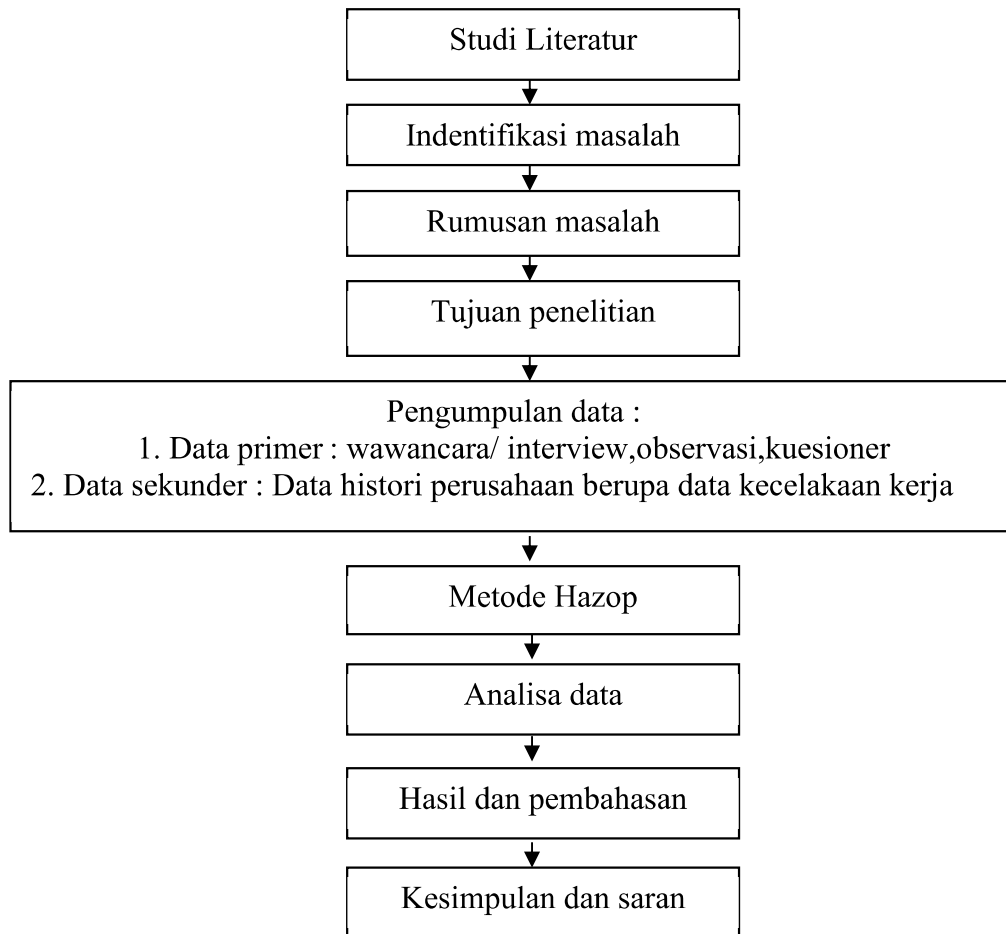 Studi Literatur
Indentifikasi masalah
Rumusan masalah
Tujuan penelitian
Pengumpulan data :
1. Data primer : wawancara/ interview,observasi,kuesioner
2. Data sekunder : Data histori perusahaan berupa data kecelakaan kerja
Metode Hazop
Analisa data
Hasil dan pembahasan
Kesimpulan dan saran